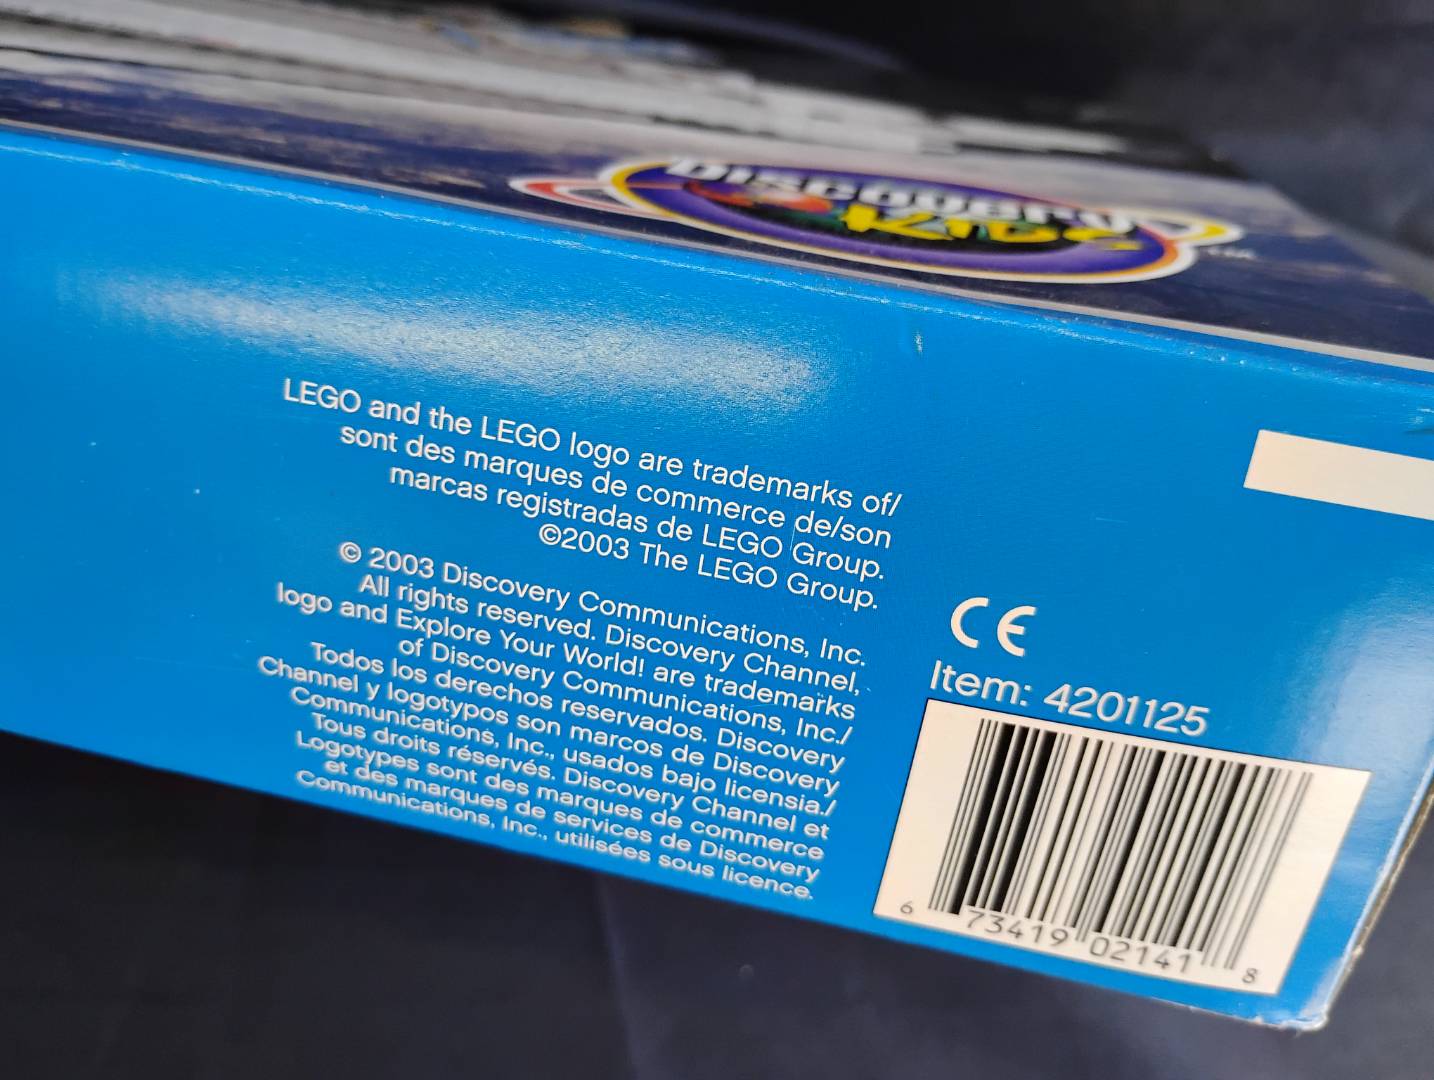 Discovery
KIDS
LEGO and the LEGO logo are trademarks of/
sont des marques de commerce de/son
marcas registradas de LEGO Group.
©2003 The LEGO Group.
© 2003 Discovery Communications, Inc.
All rights reserved. Discovery Channel,
logo and Explore Your World! are trademarks
of Discovery Communications, Inc./
Todos los derechos reservados. Discovery
Channel y logotypos son marcos de Discovery
Communications, Inc., usados bajo licensia./
Tous droits réservés. Discovery Channel et
Logotypes sont des marques de commerce
et des marques de services de Discovery
Communications, Inc., utilisées sous licence.
CE
Item: 4201125
6 73419 02141 8